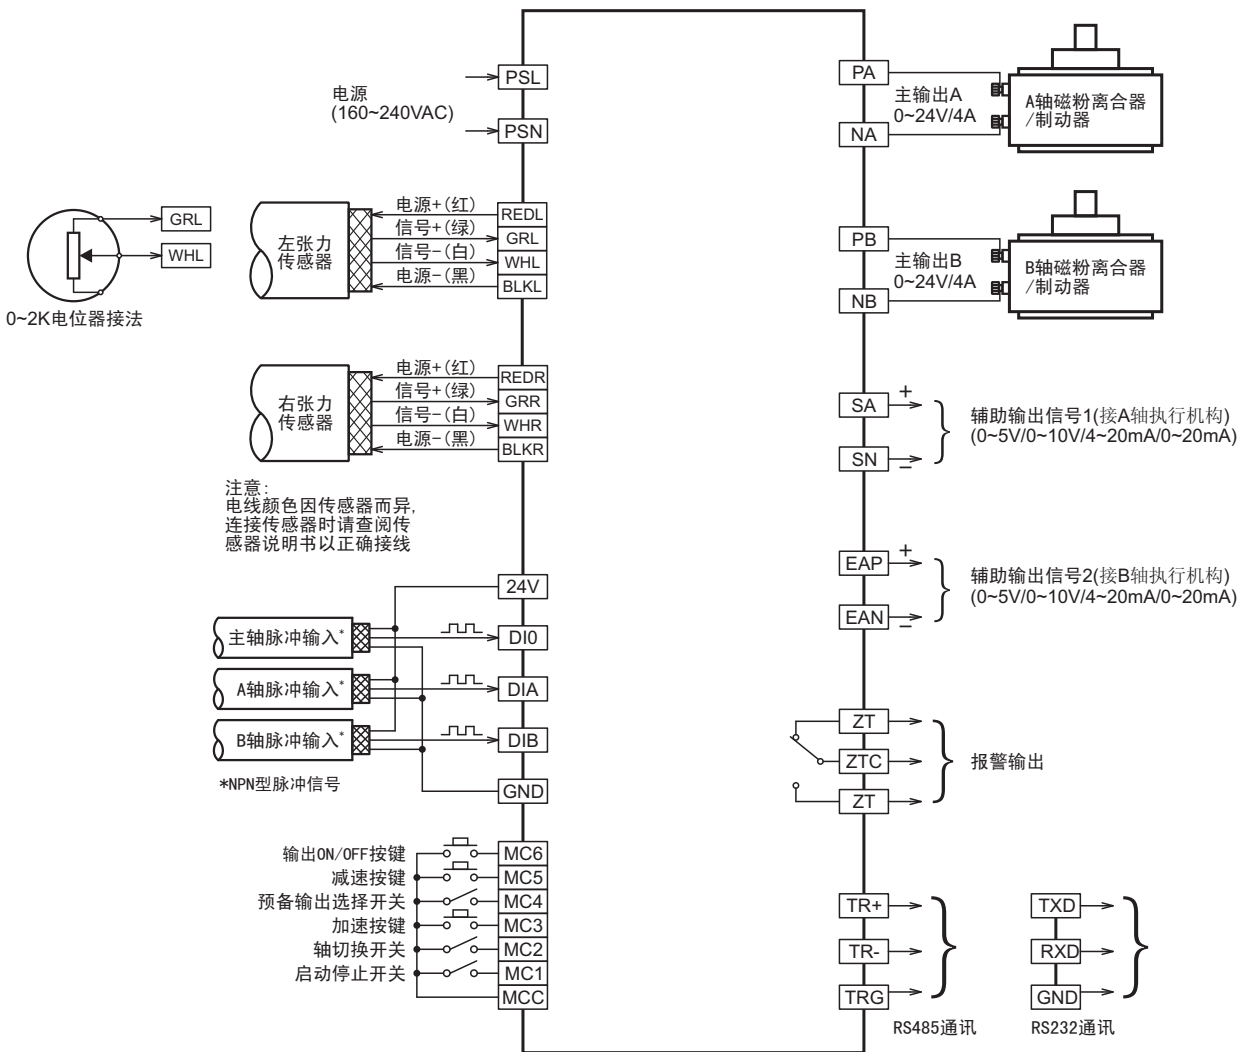 电源
(160~240VAC)
PSL
PSN
GRL
WHL
0~2K电位器接法
左张力
传感器
电源+(红)
信号+(绿)
信号-(白)
电源-(黑)
REDL
GRL
WHL
BLKL
右张力
传感器
电源+(红)
信号+(绿)
信号-(白)
电源-(黑)
REDR
GRR
WHR
BLKR
注意:
电线颜色因传感器而异,
连接传感器时请查阅传
感器说明书以正确接线
24V
主轴脉冲输入*
DI0
A轴脉冲输入*
DIA
B轴脉冲输入*
DIB
*NPN型脉冲信号
GND
输出ON/OFF按键
MC6
减速按键
MC5
预备输出选择开关
MC4
加速按键
MC3
轴切换开关
MC2
启动停止开关
MC1
MCC
PA
主输出A
0~24V/4A
NA
A轴磁粉离合器
/制动器
PB
主输出B
0~24V/4A
NB
B轴磁粉离合器
/制动器
SA
+
SN
−
辅助输出信号1(接A轴执行机构)
(0~5V/0~10V/4~20mA/0~20mA)
EAP
+
EAN
−
辅助输出信号2(接B轴执行机构)
(0~5V/0~10V/4~20mA/0~20mA)
ZT
ZTC
ZT
报警输出
TR+
TR-
TRG
RS485通讯
TXD
RXD
GND
RS232通讯